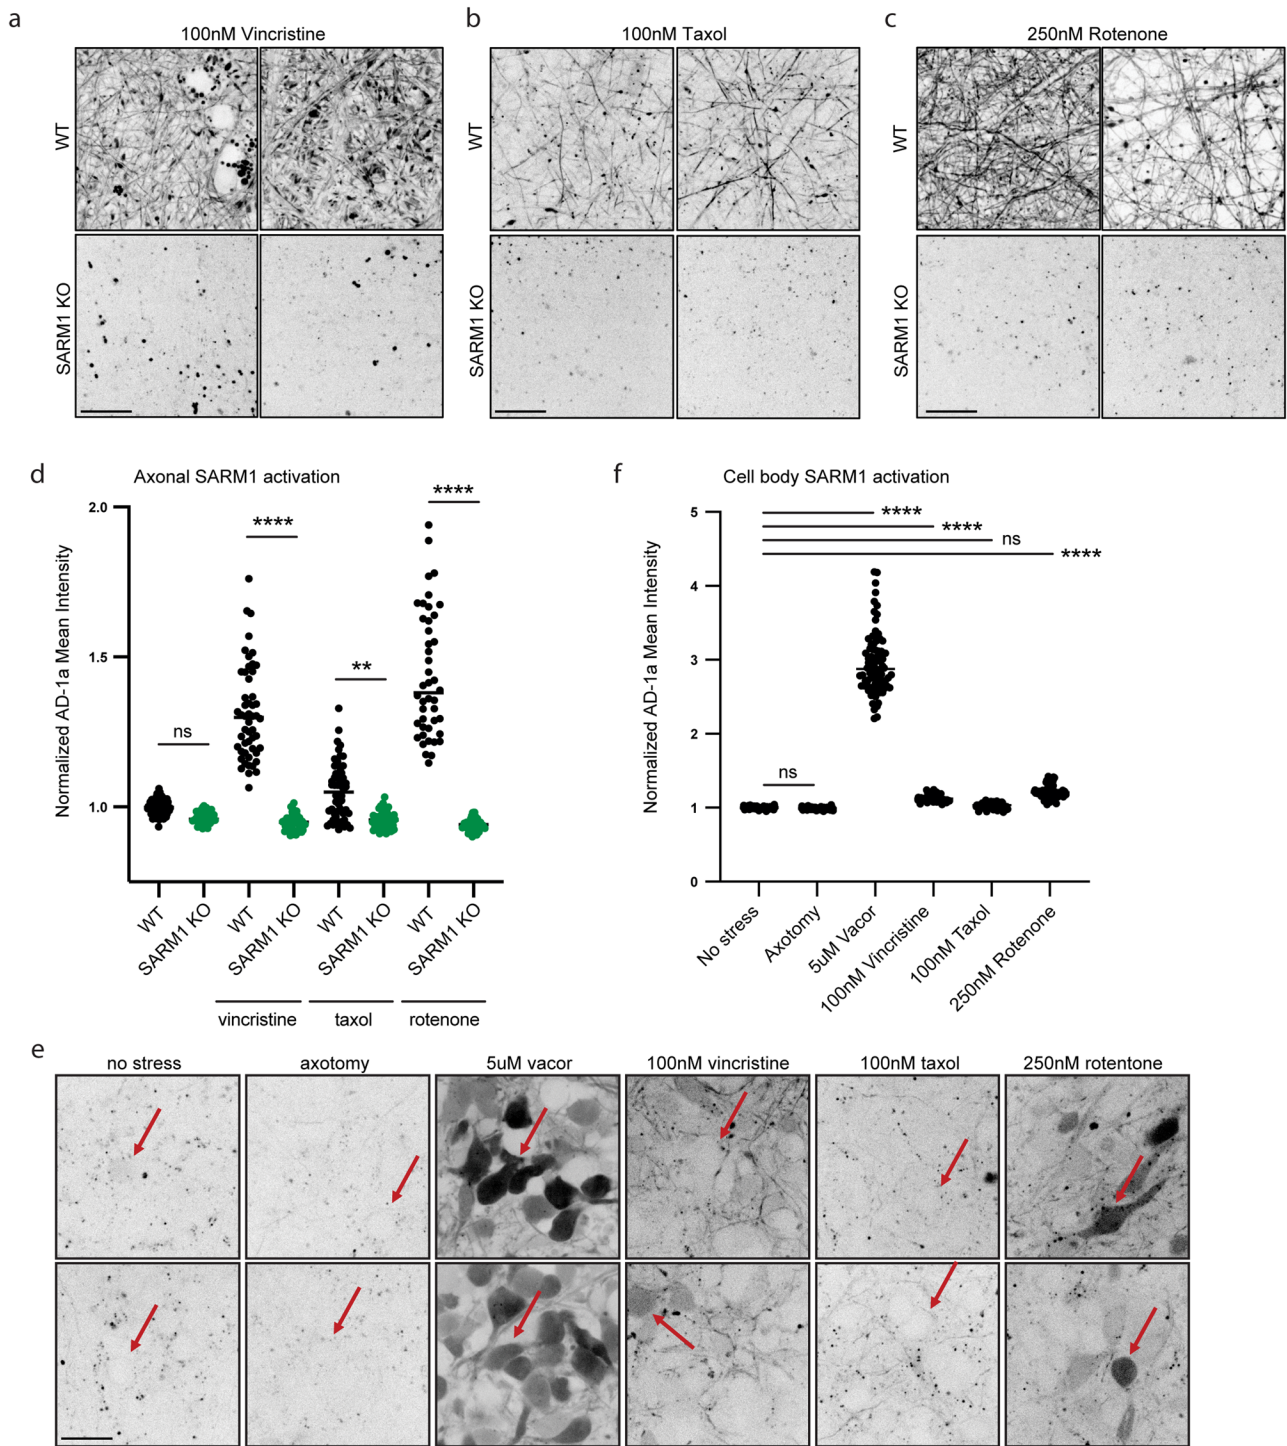 a
100nM Vincristine
WT
SARM1 KO
b
100nM Taxol
WT
SARM1 KO
c
250nM Rotenone
WT
SARM1 KO
d
Axonal SARM1 activation
Normalized AD-1a Mean Intensity
2.0
1.5
1.0
ns
****
**
****
WT
SARM1 KO
WT
SARM1 KO
WT
SARM1 KO
WT
SARM1 KO
vincristine
taxol
rotenone
f
Cell body SARM1 activation
Normalized AD-1a Mean Intensity
5
4
3
2
1
0
****
****
ns
****
ns
No stress
Axotomy
5uM Vacor
100nM Vincristine
100nM Taxol
250nM Rotenone
e
no stress
axotomy
5uM vacor
100nM vincristine
100nM taxol
250nM rotentone